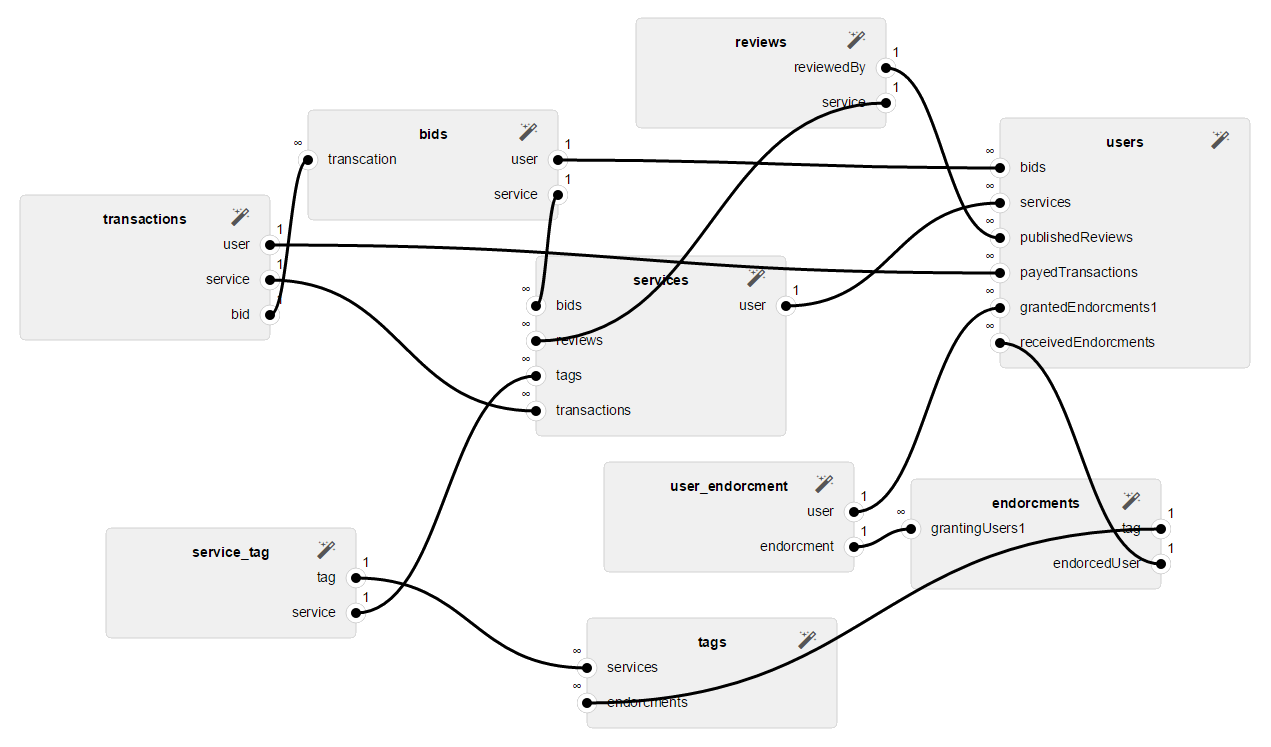 reviews
1
reviewedBy
1
service
bids
1
∞
transcation
user
1
service
users
∞
bids
∞
services
∞
publishedReviews
∞
payedTransactions
∞
grantedEndorcments1
∞
receivedEndorcments
transactions
1
user
1
service
1
bid
services
∞
1
bids
user
∞
reviews
∞
tags
∞
transactions
user_endorcment
1
user
1
endorcment
endorcments
∞
1
grantingUsers1
tag
1
endorcedUser
service_tag
1
tag
1
service
tags
∞
services
∞
endorcments